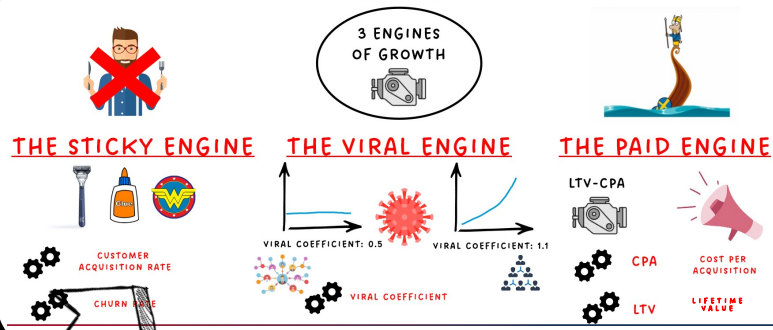 3 ENGINES
OF GROWTH
THE STICKY ENGINE
THE VIRAL ENGINE
THE PAID ENGINE
Glue
LTV-CPA
VIRAL COEFFICIENT: 0.5
VIRAL COEFFICIENT: 1.1
CUSTOMER
ACQUISITION RATE
CHURN RATE
VIRAL COEFFICIENT
CPA
COST PER
ACQUISITION
LTV
LIFETIME
VALUE